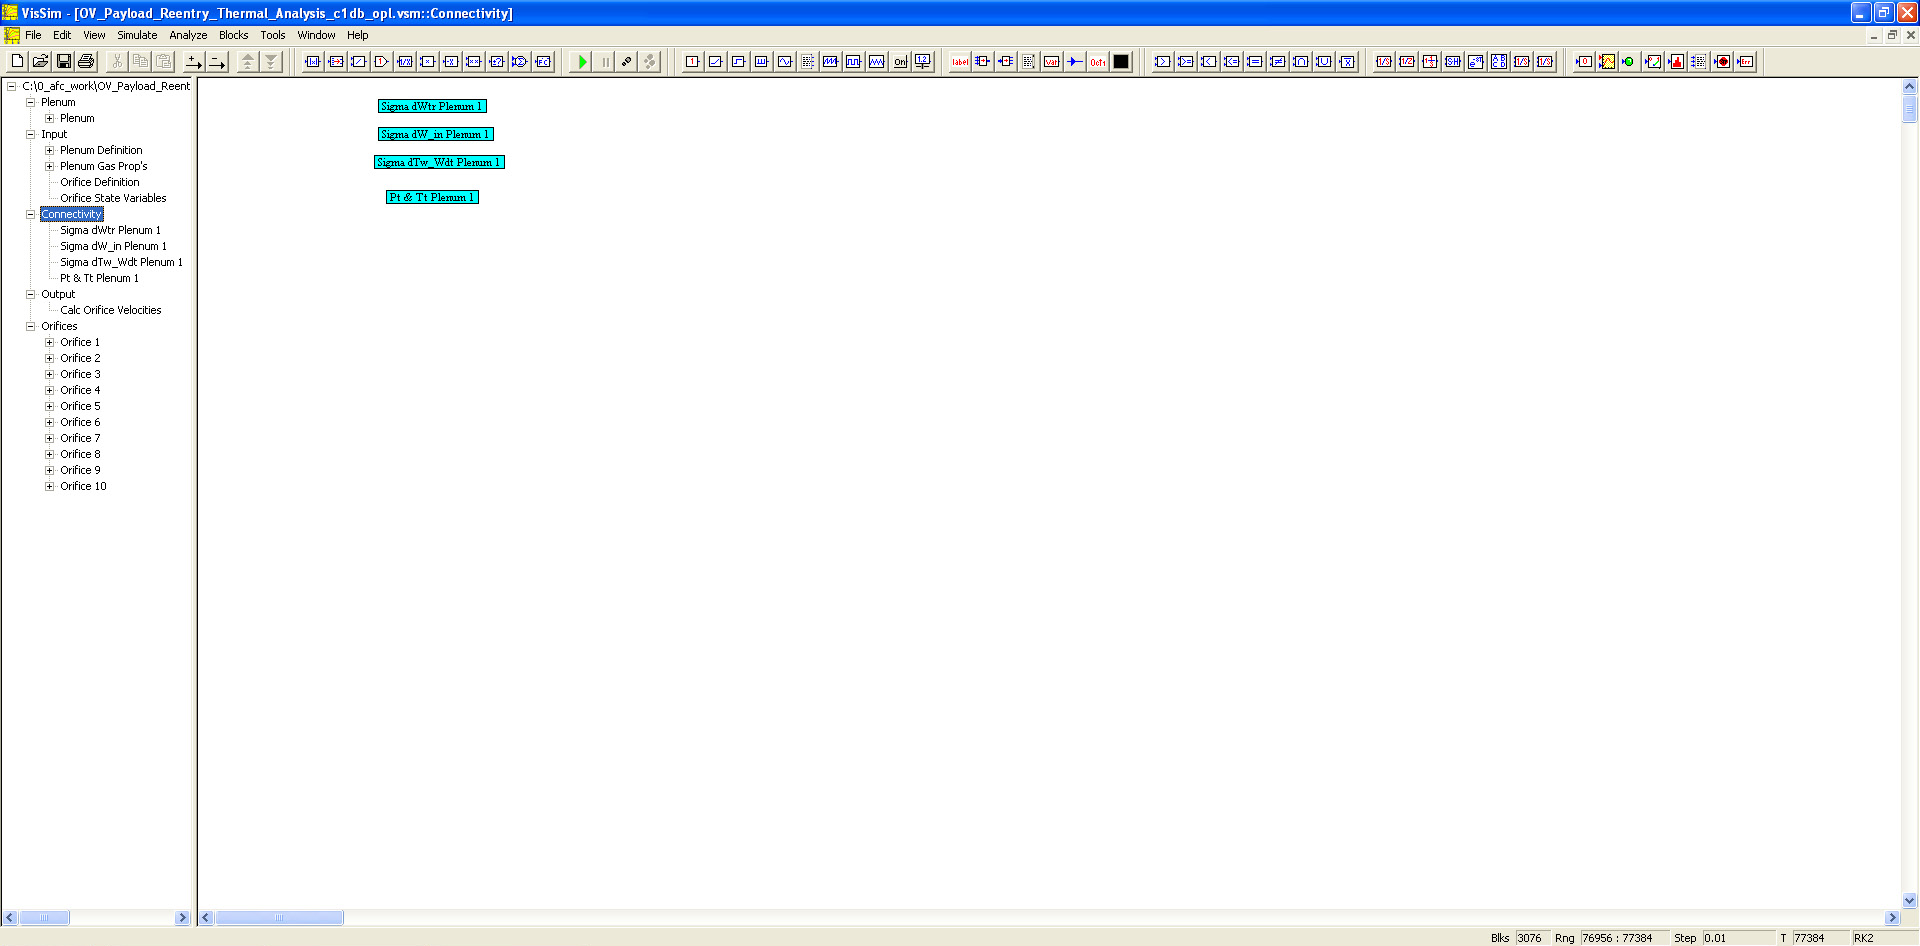 VisSim - [OV_Payload_Reentry_Thermal_Analysis_c1db_opl.vsm::Connectivity]
File Edit View Simulate Analyze Blocks Tools Window Help
C:\0_afc_work\OV_Payload_Reent
Plenum
Plenum
Input
Plenum Definition
Plenum Gas Prop's
Orifice Definition
Orifice State Variables
Connectivity
Sigma dWtr Plenum 1
Sigma dW_in Plenum 1
Sigma dTw_Wdt Plenum 1
Pt & Tt Plenum 1
Output
Calc Orifice Velocities
Orifices
Orifice 1
Orifice 2
Orifice 3
Orifice 4
Orifice 5
Orifice 6
Orifice 7
Orifice 8
Orifice 9
Orifice 10
Sigma dWtr Plenum 1
Sigma dW_in Plenum 1
Sigma dTw_Wdt Plenum 1
Pt & Tt Plenum 1
Blks 3076 Rng 76956 : 77384 Step 0.01 T 77384 RK2